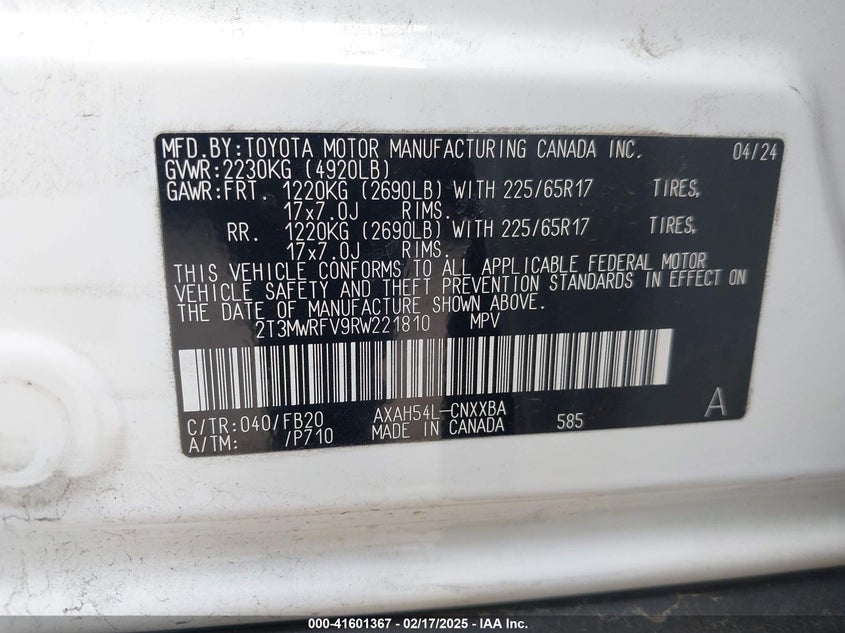 MFD.BY:TOYOTA MOTOR MANUFACTURING CANADA INC. 04/24
GVWR:2230KG (4920LB)
GAWR:FRT. 1220KG (2690LB) WITH 225/65R17 TIRES,
17x7.0J RIMS.
RR. 1220KG (2690LB) WITH 225/65R17 TIRES,
17x7.0J RIMS.
THIS VEHICLE CONFORMS TO ALL APPLICABLE FEDERAL MOTOR
VEHICLE SAFETY AND THEFT PREVENTION STANDARDS IN EFFECT ON
THE DATE OF MANUFACTURE SHOWN ABOVE.
2T3MWRFV9RW221810 MPV
C/TR:040/FB20 AXAH54L-CNXXBA A
A/TM: /P710 MADE IN CANADA 585
000-41601367 - 02/17/2025 - IAA Inc.